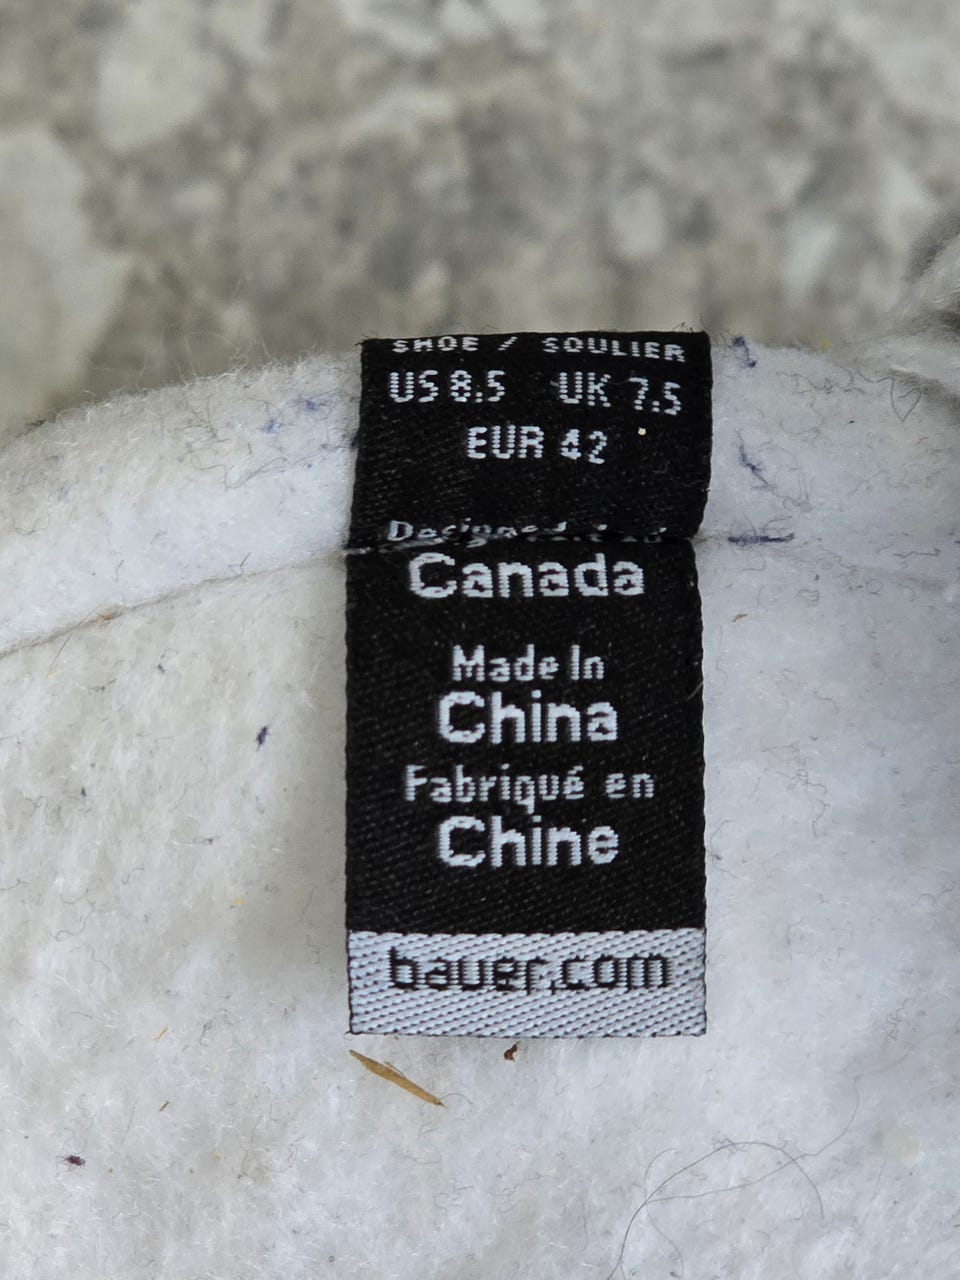 SHOE / SOULIER
US 8.5 UK 7.5
EUR 42
Designed
Canada
Made In
China
Fabriqué en
Chine
bauer.com